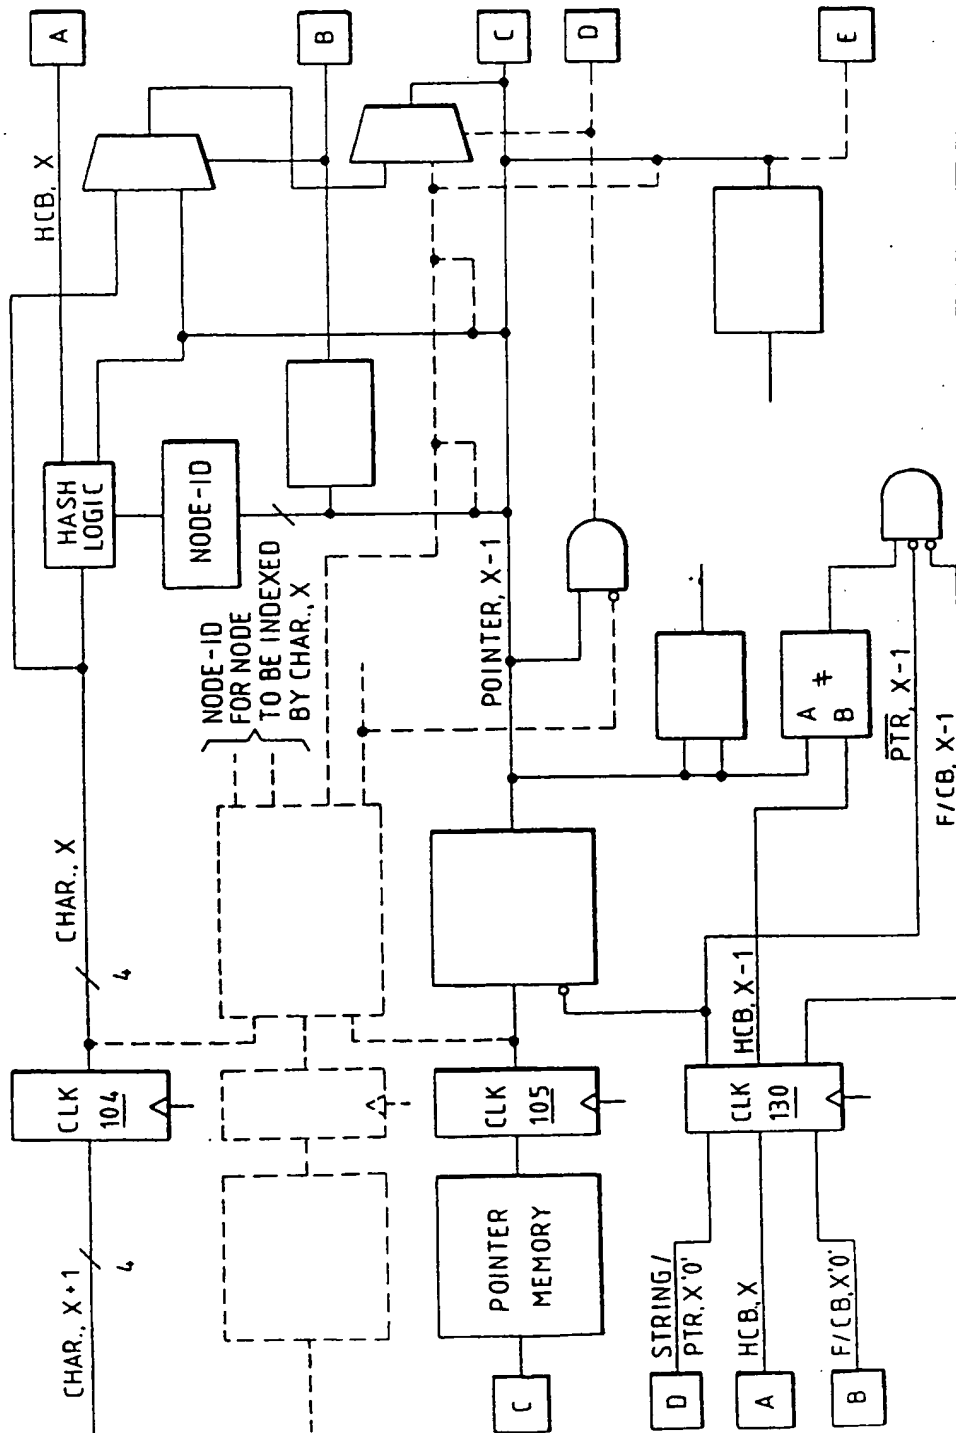 A
B
C
D
E
HCB, X
HASH
LOGIC
NODE-ID
NODE-ID
FOR NODE
TO BE INDEXED
BY CHAR., X
POINTER, X-1
CHAR., X
4
A ≠
B
PTR, X-1
F/CB, X-1
HCB, X-1
CLK
104
CLK
105
CLK
130
CHAR., X+1
4
POINTER
MEMORY
STRING/
PTR, X'0'
HCB, X
F/CB, X'0'
C
D
A
B